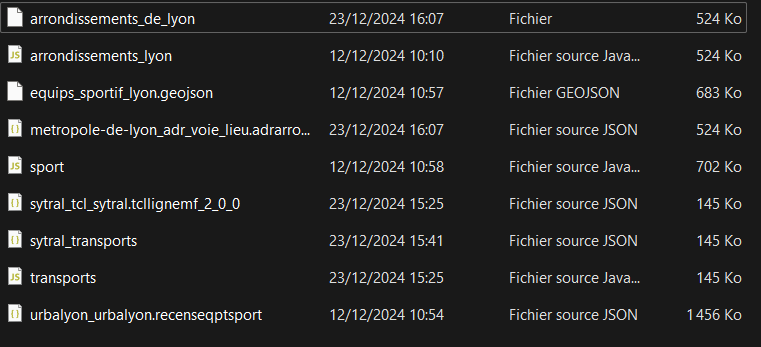 arrondissements_de_lyon 23/12/2024 16:07 Fichier 524 Ko
arrondissements_lyon 12/12/2024 10:10 Fichier source Java... 524 Ko
equips_sportif_lyon.geojson 12/12/2024 10:57 Fichier GEOJSON 683 Ko
metropole-de-lyon_adr_voie_lieu.adrarro... 23/12/2024 16:07 Fichier source JSON 524 Ko
sport 12/12/2024 10:58 Fichier source Java... 702 Ko
sytral_tcl_sytral.tcllignemf_2_0_0 23/12/2024 15:25 Fichier source JSON 145 Ko
sytral_transports 23/12/2024 15:41 Fichier source JSON 145 Ko
transports 23/12/2024 15:25 Fichier source Java... 145 Ko
urbalyon_urbalyon.recenseqptsport 12/12/2024 10:54 Fichier source JSON 1 456 Ko